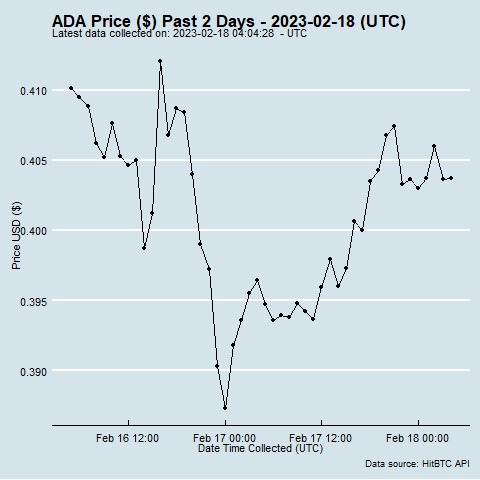 ADA Price ($) Past 2 Days - 2023-02-18 (UTC)
Latest data collected on: 2023-02-18 04:04:28  - UTC
0.410
0.405
0.400
0.395
0.390
Price USD ($)
Feb 16 12:00
Feb 17 00:00
Feb 17 12:00
Feb 18 00:00
Date Time Collected (UTC)
Data source: HitBTC API